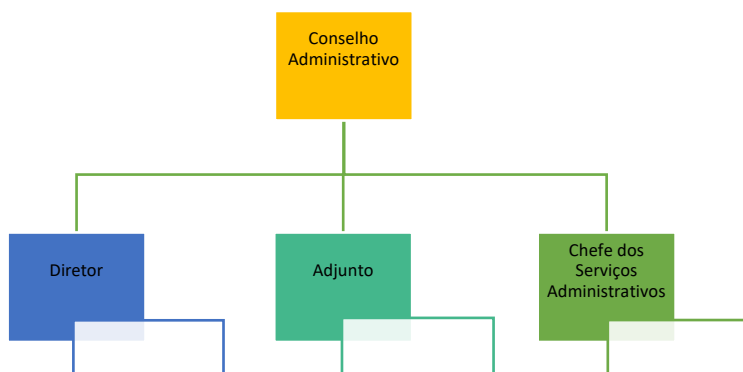 Conselho
Administrativo
Diretor
Adjunto
Chefe dos
Serviços
Administrativos